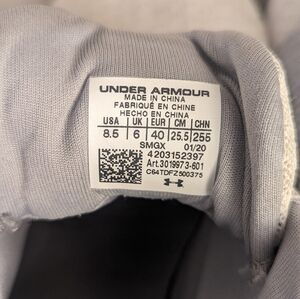 UNDER ARMOUR
MADE IN CHINA
FABRIQUÉ EN CHINE
HECHO EN CHINA
USA UK EUR CM CHN
8.5 6 40 25.5 255
SMGX 01/20
4203152397
Art.3019973-601
C64TDFZ500375